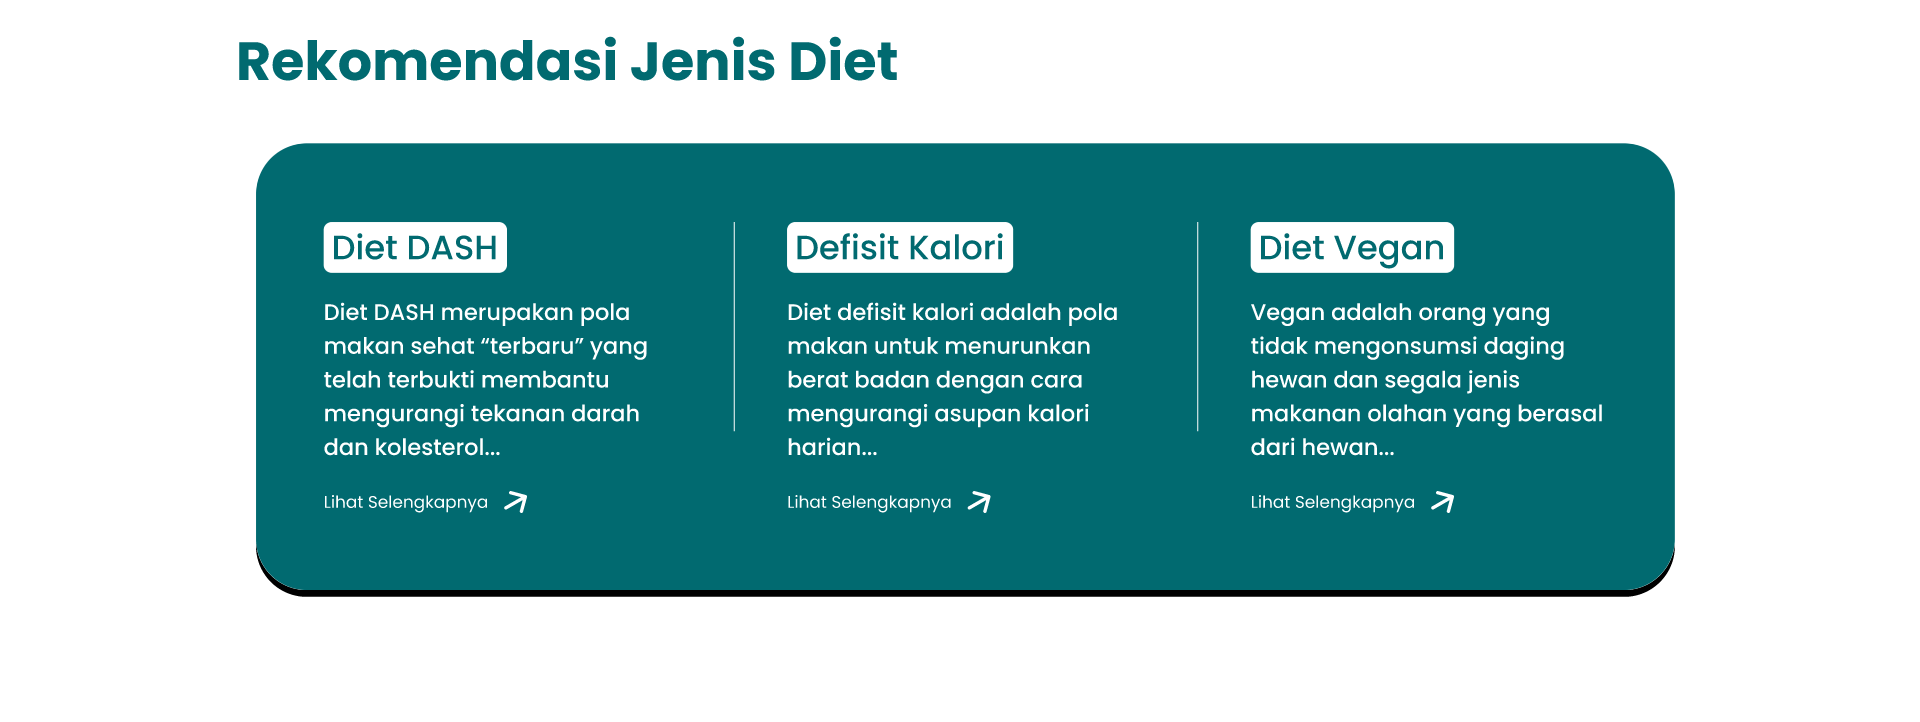 Rekomendasi Jenis Diet
Diet DASH
Diet DASH merupakan pola
makan sehat “terbaru” yang
telah terbukti membantu
mengurangi tekanan darah
dan kolesterol...
Lihat Selengkapnya
Defisit Kalori
Diet defisit kalori adalah pola
makan untuk menurunkan
berat badan dengan cara
mengurangi asupan kalori
harian...
Lihat Selengkapnya
Diet Vegan
Vegan adalah orang yang
tidak mengonsumsi daging
hewan dan segala jenis
makanan olahan yang berasal
dari hewan...
Lihat Selengkapnya